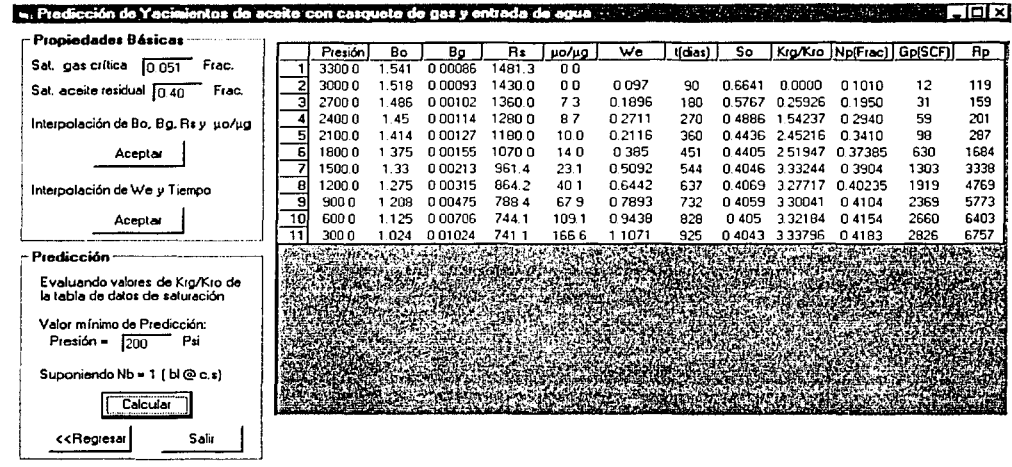 Predicción de Yacimientos de aceite con casquete de gas y entrada de agua
Propiedades Básicas
Sat. gas crítica 0.051 Frac.
Sat. aceite residual 0.40 Frac.
Interpolación de Bo, Bg, Rs y µo/µg
Aceptar
Interpolación de We y Tiempo
Aceptar
Predicción
Evaluando valores de Krg/Kro de
la tabla de datos de saturación
Valor mínimo de Predicción:
Presión = 200 Psi
Suponiendo Nb = 1 ( bl @ c.s)
Calcular
<<Regresar Salir
Presión Bo Bg Rs µo/µg We t(dias) So Krg/Kro Np(Frac) Gp(SCF) Rp
1 3300.0 1.541 0.00086 1481.3 0.0
2 3000.0 1.518 0.00093 1430.0 0.0 0.097 90 0.6641 0.0000 0.1010 12 119
3 2700.0 1.486 0.00102 1360.0 7.3 0.1896 180 0.5767 0.25926 0.1950 31 159
4 2400.0 1.45 0.00114 1280.0 8.7 0.2711 270 0.4886 1.54237 0.2940 59 201
5 2100.0 1.414 0.00127 1180.0 10.0 0.2116 360 0.4436 2.45216 0.3410 98 287
6 1800.0 1.375 0.00155 1070.0 14.0 0.385 451 0.4405 2.51947 0.37385 630 1684
7 1500.0 1.33 0.00213 961.4 23.1 0.5092 544 0.4046 3.33244 0.3904 1303 3338
8 1200.0 1.275 0.00315 864.2 40.1 0.6442 637 0.4069 3.27717 0.40235 1919 4769
9 900.0 1.208 0.00475 788.4 67.9 0.7893 732 0.4059 3.30041 0.4104 2369 5773
10 600.0 1.125 0.00706 744.1 109.1 0.9438 828 0.405 3.32184 0.4154 2660 6403
11 300.0 1.024 0.01024 741.1 166.6 1.1071 925 0.4043 3.33796 0.4183 2826 6757